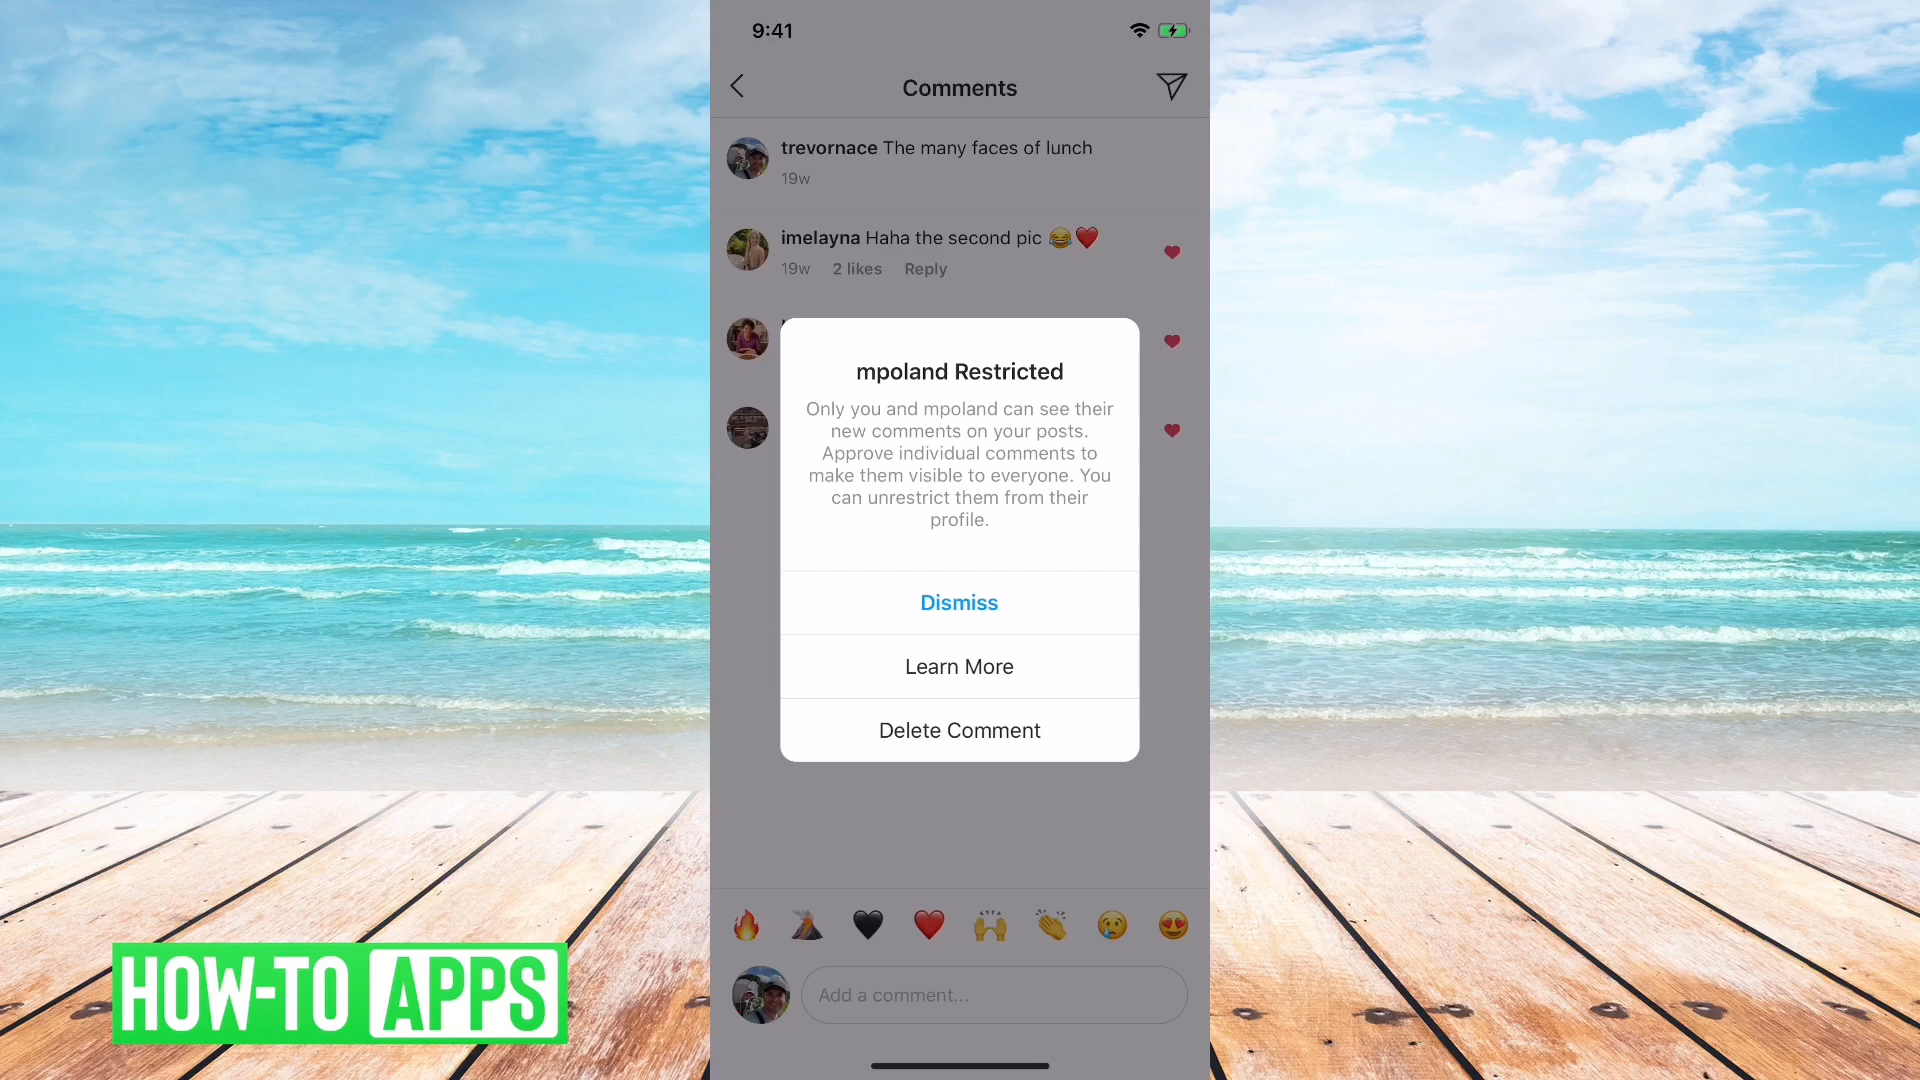 9:41
Comments
trevornace The many faces of lunch
19w
imelayna Haha the second pic 😂❤️
19w 2 likes Reply
mpoland Restricted
Only you and mpoland can see their
new comments on your posts.
Approve individual comments to
make them visible to everyone. You
can unrestrict them from their
profile.
Dismiss
Learn More
Delete Comment
Add a comment...
HOW-TO APPS